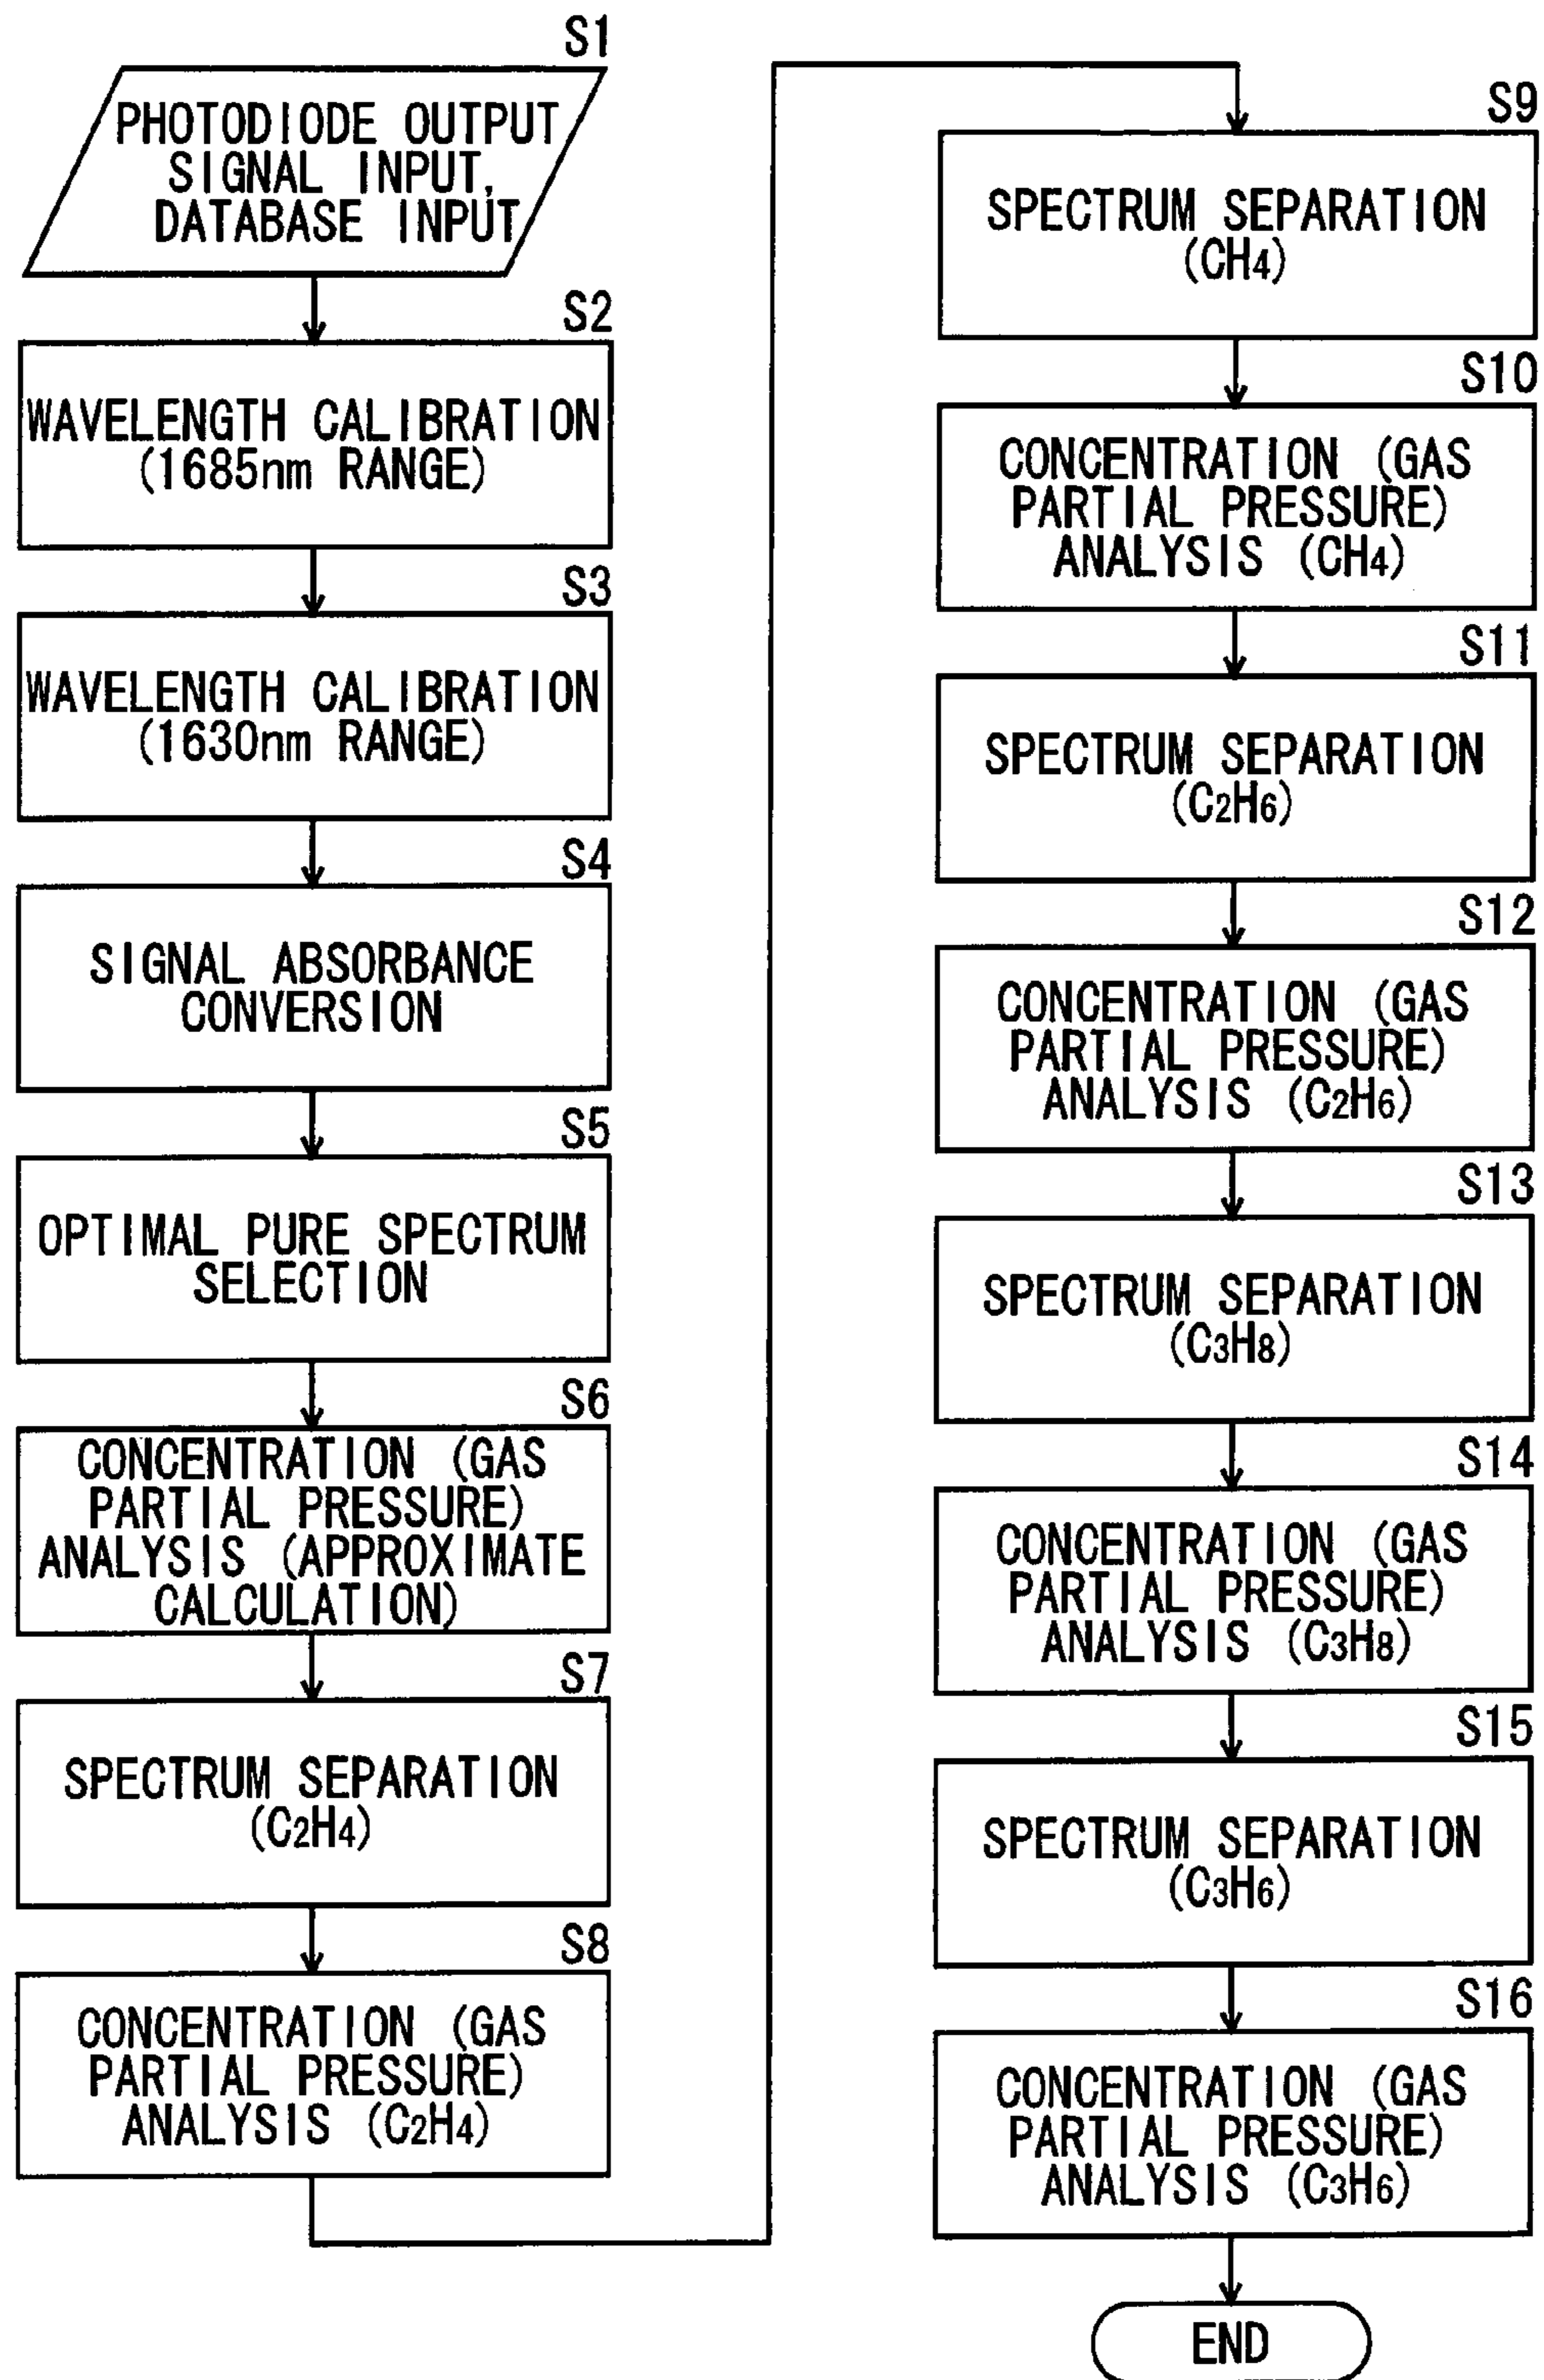 S1
PHOTODIODE OUTPUT
SIGNAL INPUT,
DATABASE INPUT
S2
WAVELENGTH CALIBRATION
(1685nm RANGE)
S3
WAVELENGTH CALIBRATION
(1630nm RANGE)
S4
SIGNAL ABSORBANCE
CONVERSION
S5
OPTIMAL PURE SPECTRUM
SELECTION
S6
CONCENTRATION (GAS
PARTIAL PRESSURE)
ANALYSIS (APPROXIMATE
CALCULATION)
S7
SPECTRUM SEPARATION
(C2H4)
S8
CONCENTRATION (GAS
PARTIAL PRESSURE)
ANALYSIS (C2H4)
S9
SPECTRUM SEPARATION
(CH4)
S10
CONCENTRATION (GAS
PARTIAL PRESSURE)
ANALYSIS (CH4)
S11
SPECTRUM SEPARATION
(C2H6)
S12
CONCENTRATION (GAS
PARTIAL PRESSURE)
ANALYSIS (C2H6)
S13
SPECTRUM SEPARATION
(C3H8)
S14
CONCENTRATION (GAS
PARTIAL PRESSURE)
ANALYSIS (C3H8)
S15
SPECTRUM SEPARATION
(C3H6)
S16
CONCENTRATION (GAS
PARTIAL PRESSURE)
ANALYSIS (C3H6)
END